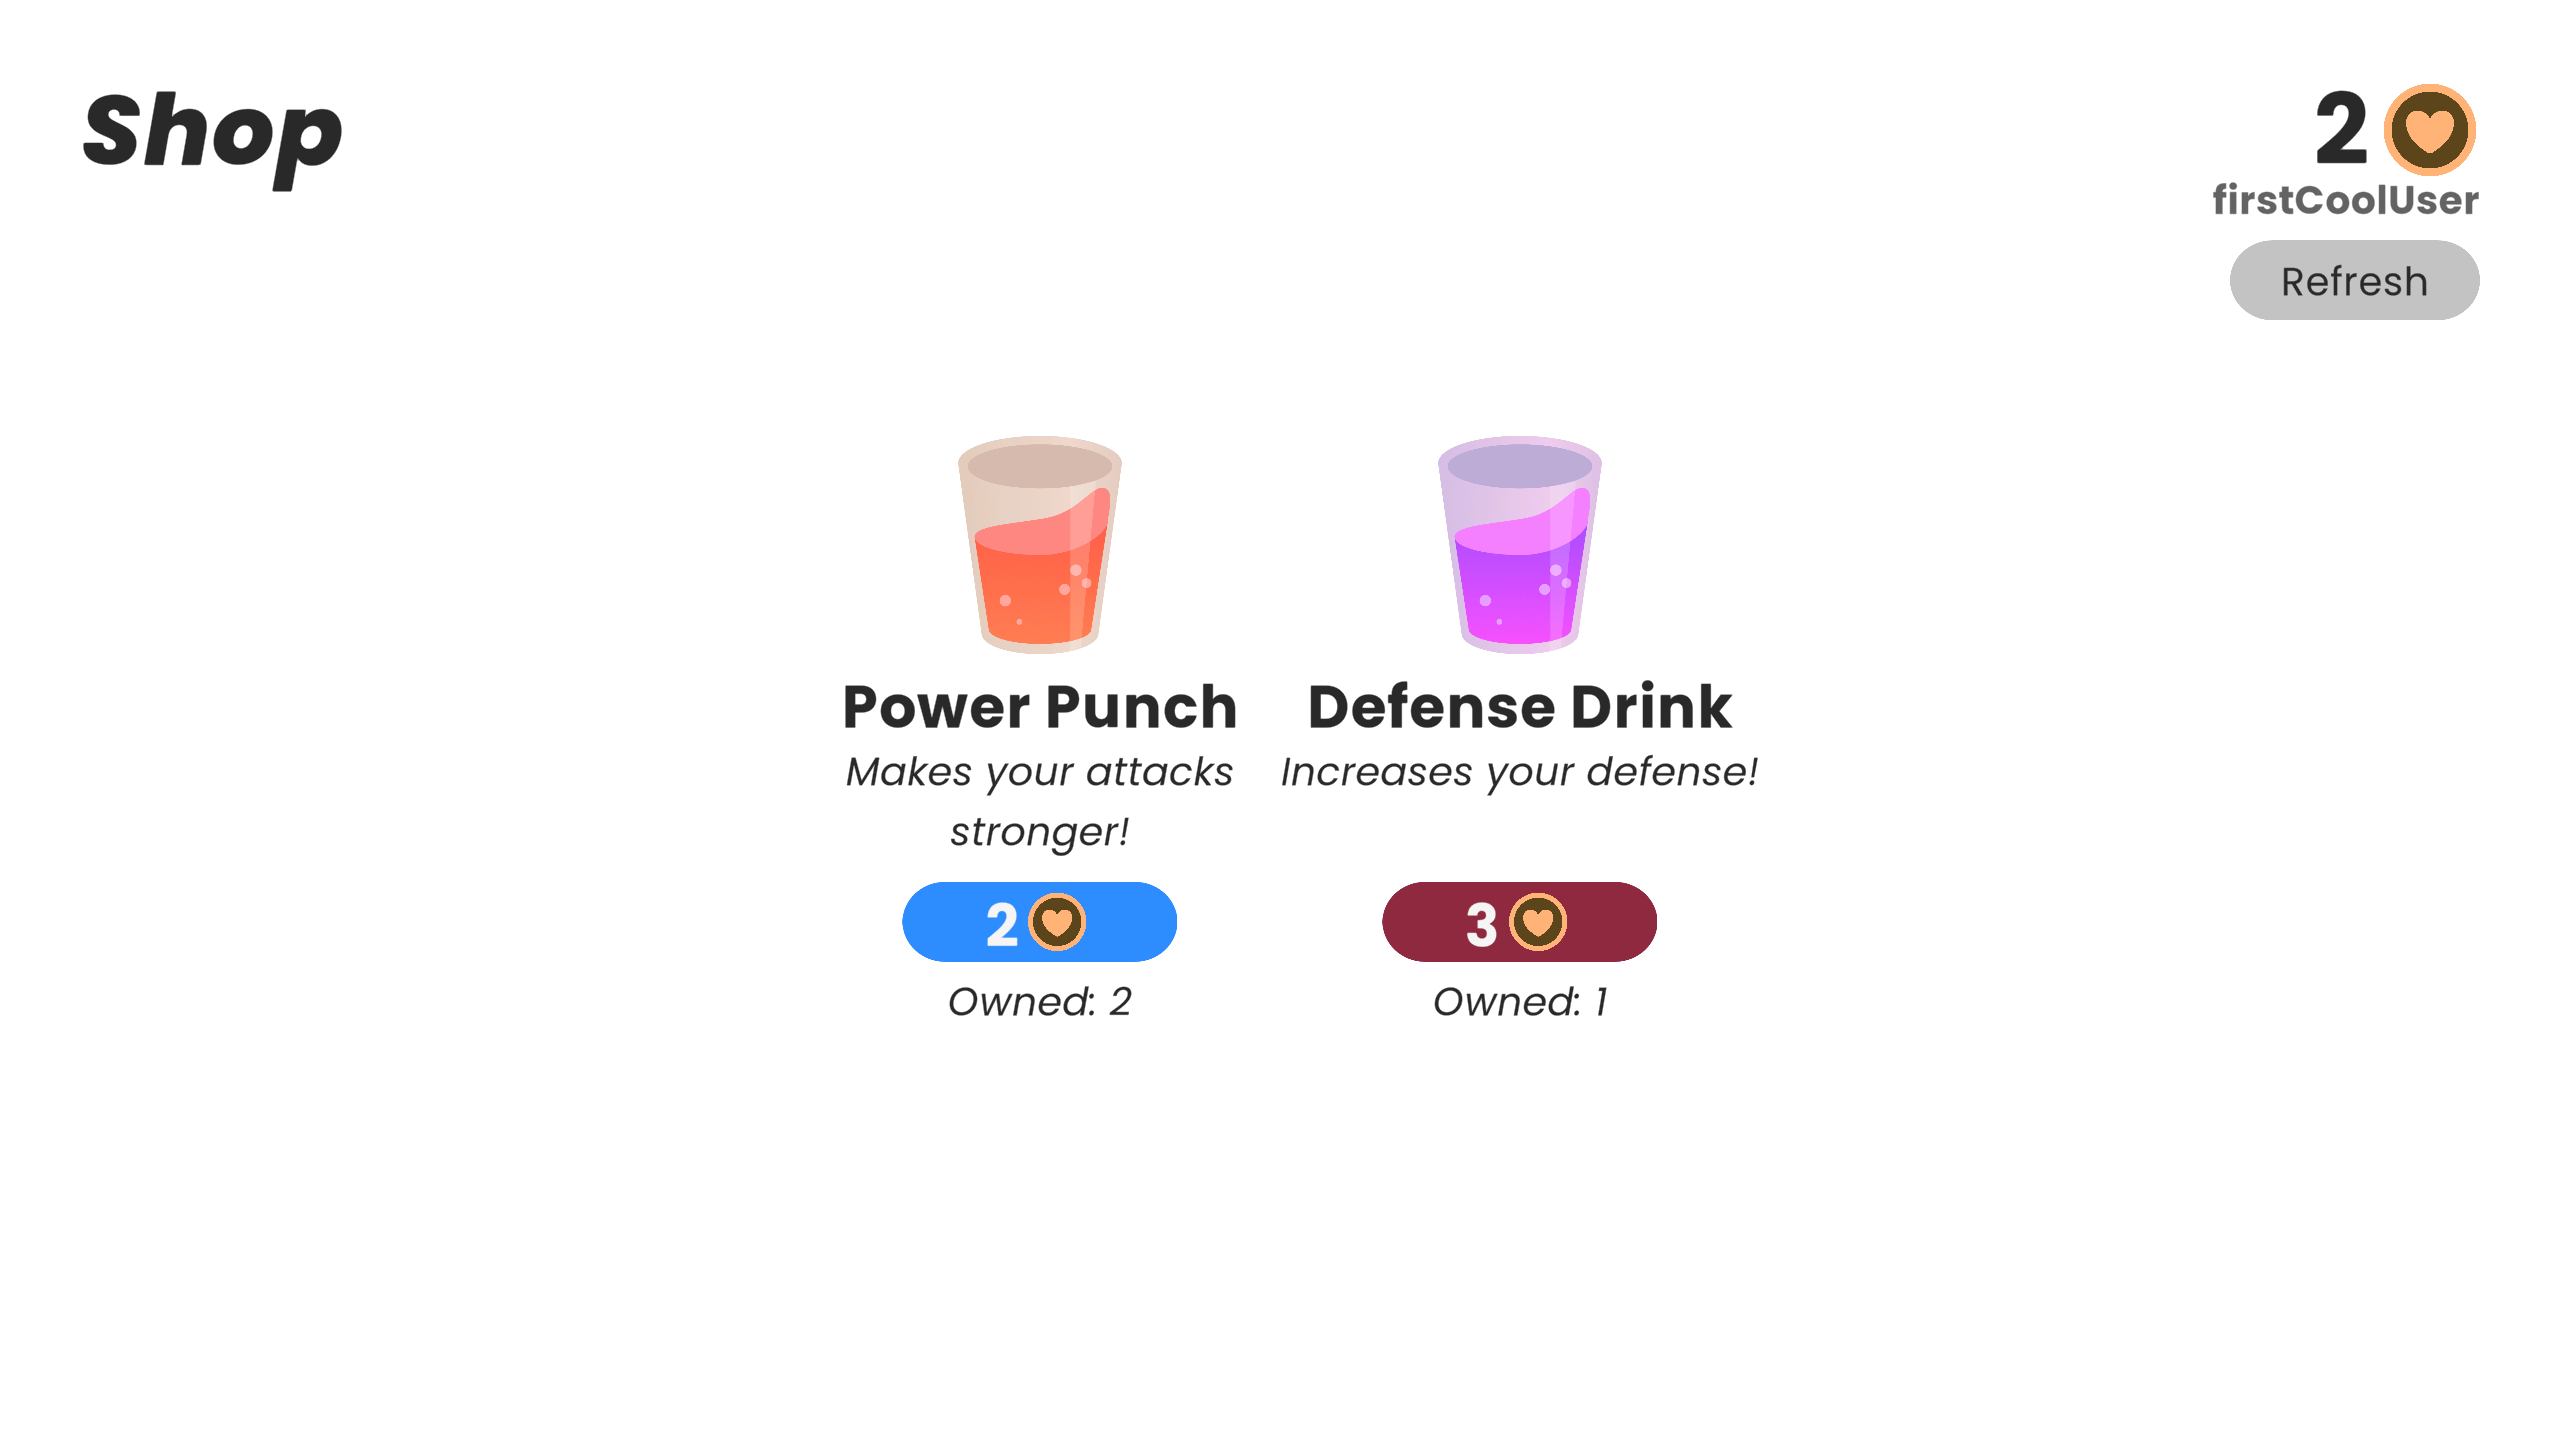 Shop
2
firstCoolUser
Refresh
Power Punch
Makes your attacks
stronger!
2
Owned: 2
Defense Drink
Increases your defense!
3
Owned: 1